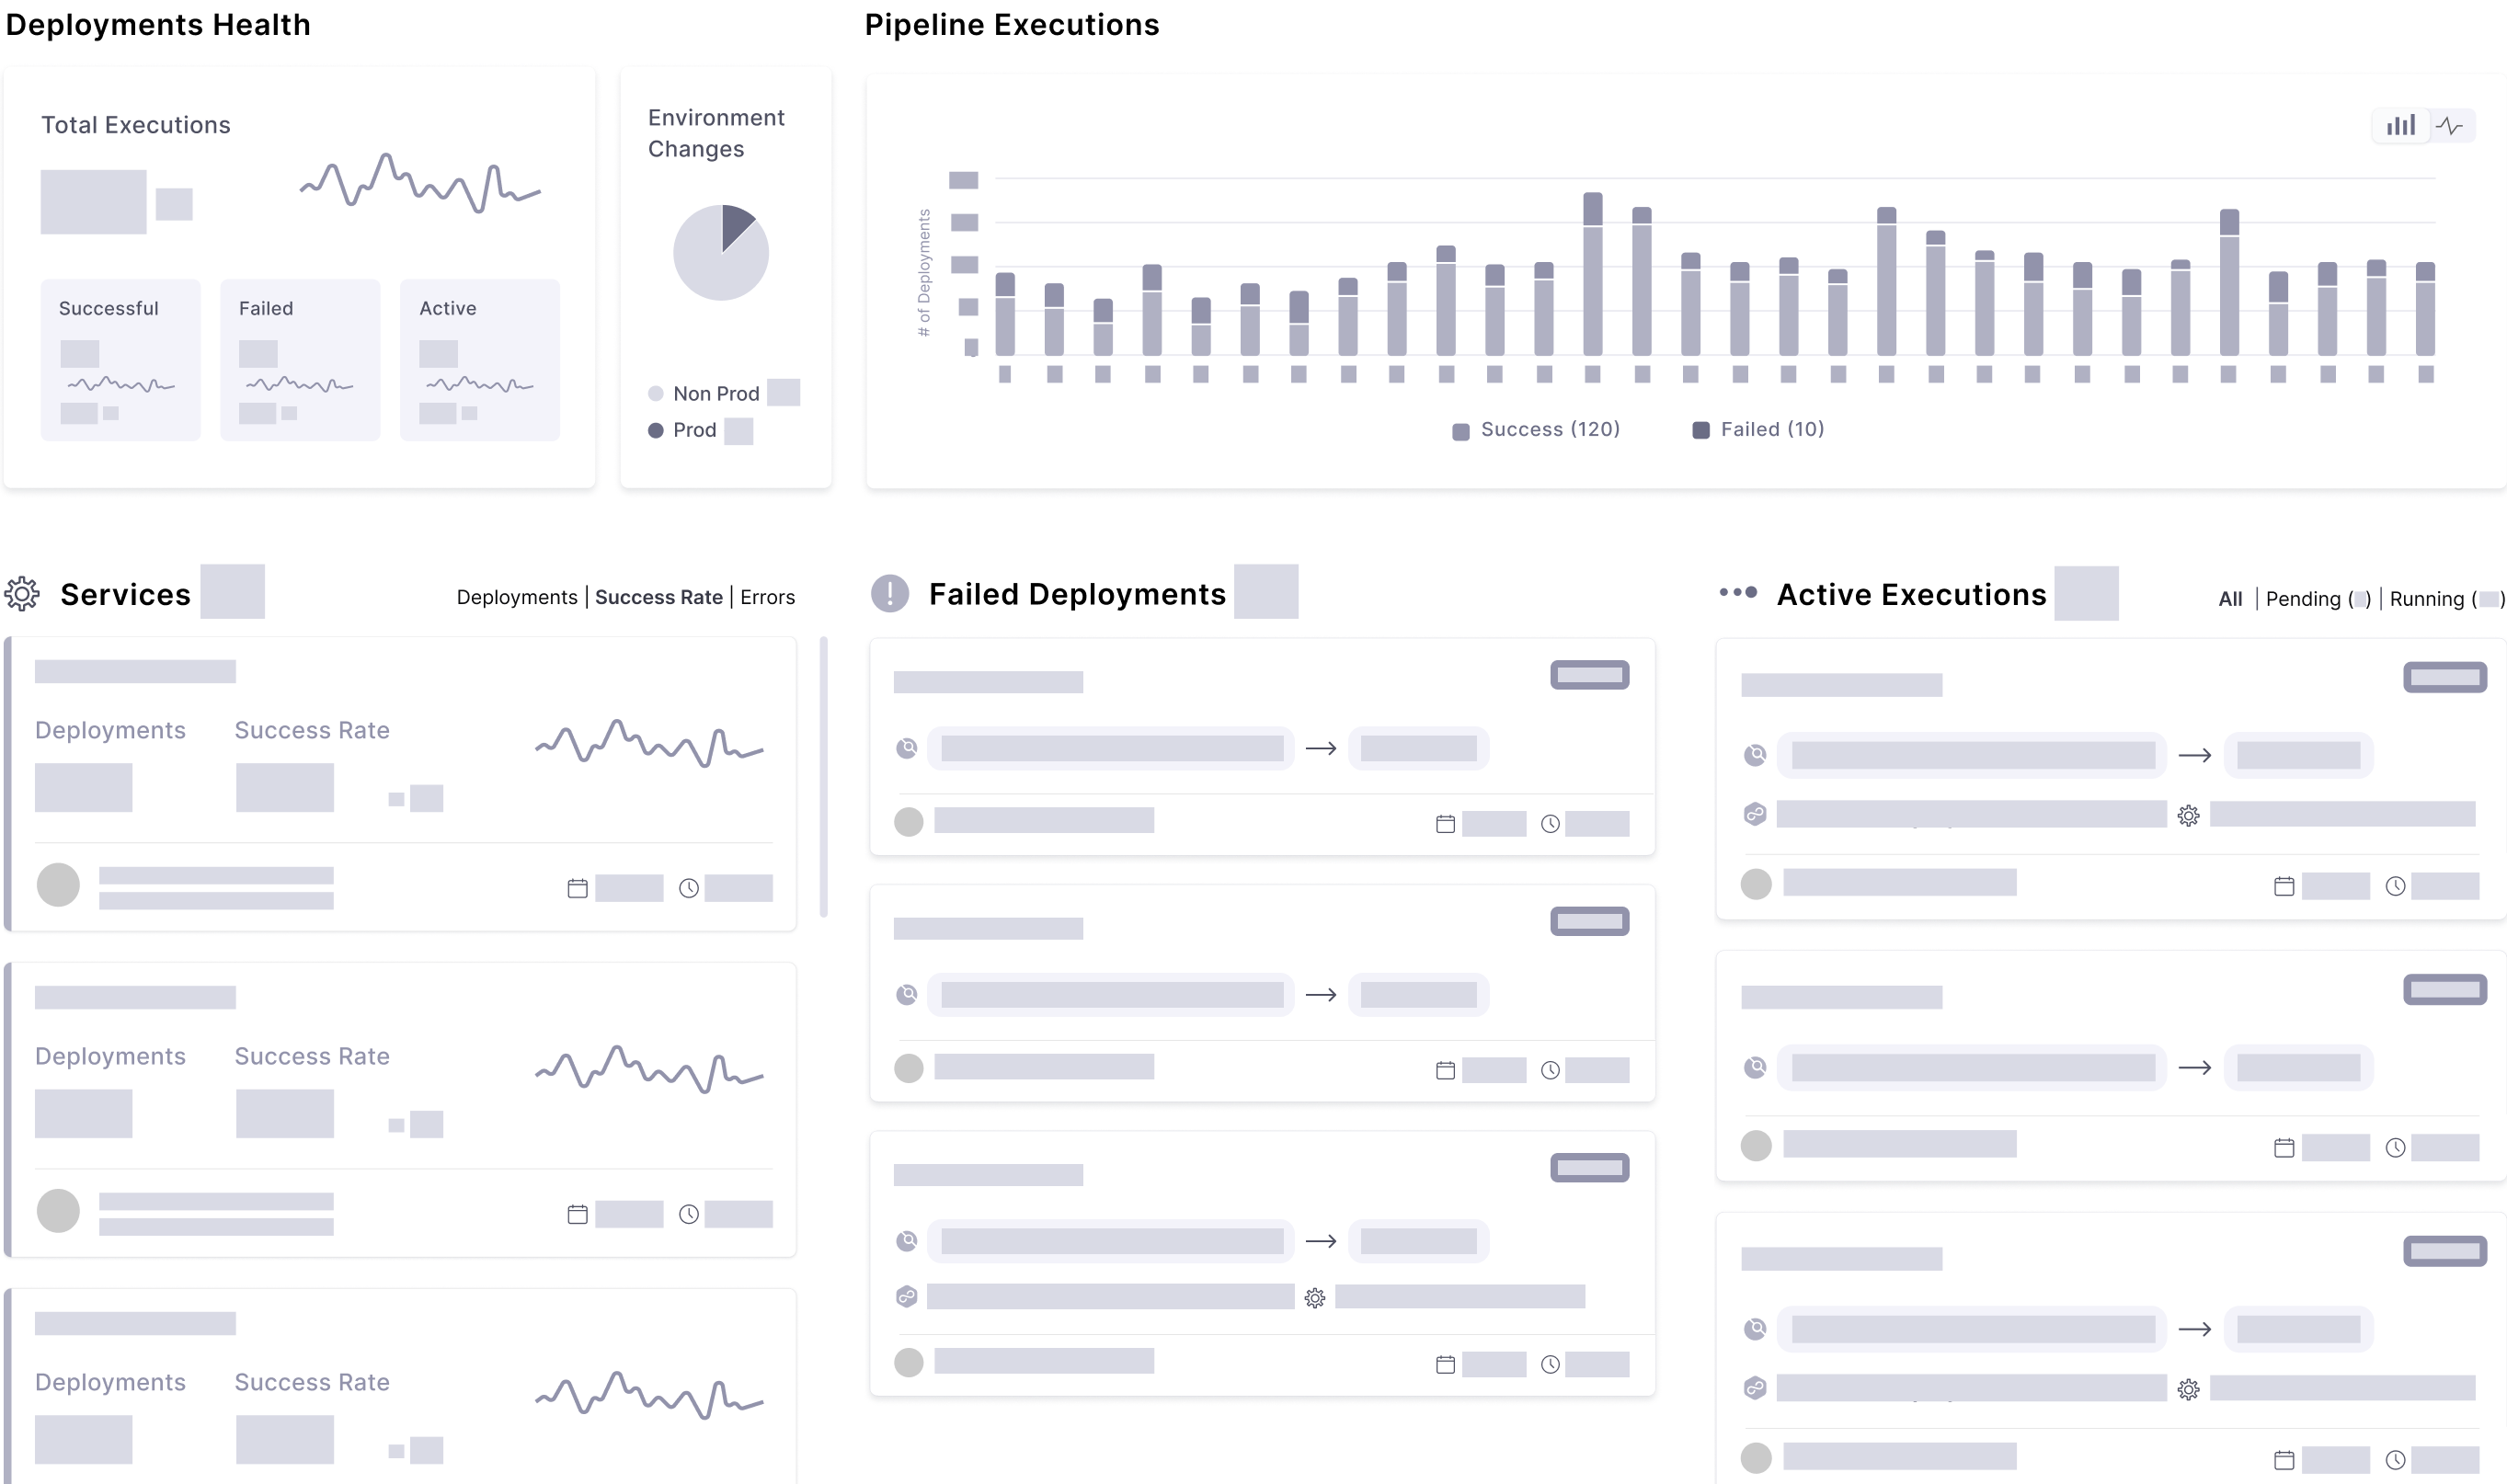 Deployments Health
Pipeline Executions
Total Executions
Environment
Changes
Successful
Failed
Active
Non Prod
Prod
# of Deployments
Success (120)
Failed (10)
Services
Deployments | Success Rate | Errors
Failed Deployments
Active Executions
All | Pending ( ) | Running ( )
Deployments
Success Rate
Deployments
Success Rate
Deployments
Success Rate